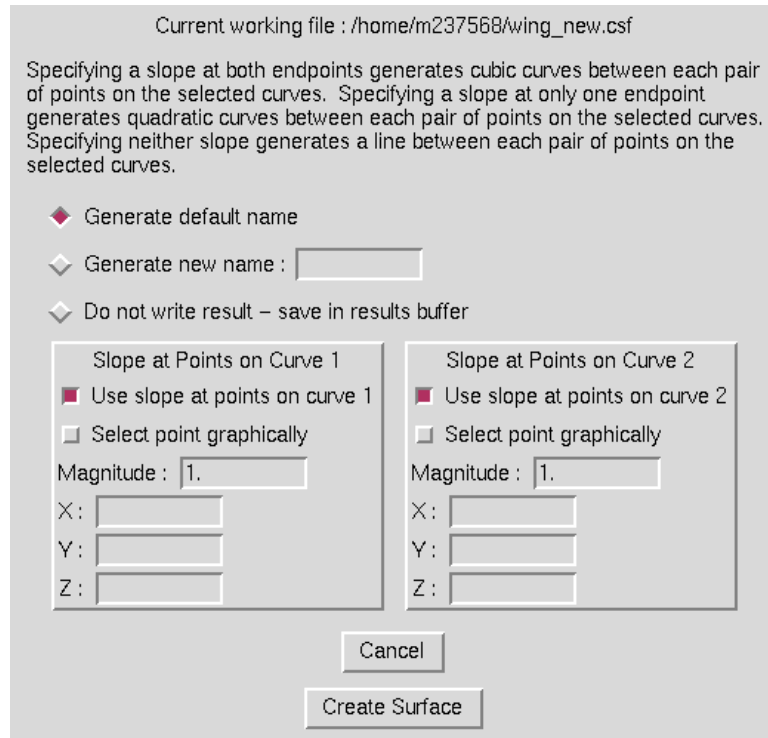 Current working file : /home/m237568/wing_new.csf
Specifying a slope at both endpoints generates cubic curves between each pair
of points on the selected curves.  Specifying a slope at only one endpoint
generates quadratic curves between each pair of points on the selected curves.
Specifying neither slope generates a line between each pair of points on the
selected curves.
Generate default name
Generate new name :
Do not write result – save in results buffer
Slope at Points on Curve 1
Use slope at points on curve 1
Select point graphically
Magnitude : 1.
X :
Y :
Z :
Slope at Points on Curve 2
Use slope at points on curve 2
Select point graphically
Magnitude : 1.
X :
Y :
Z :
Cancel
Create Surface